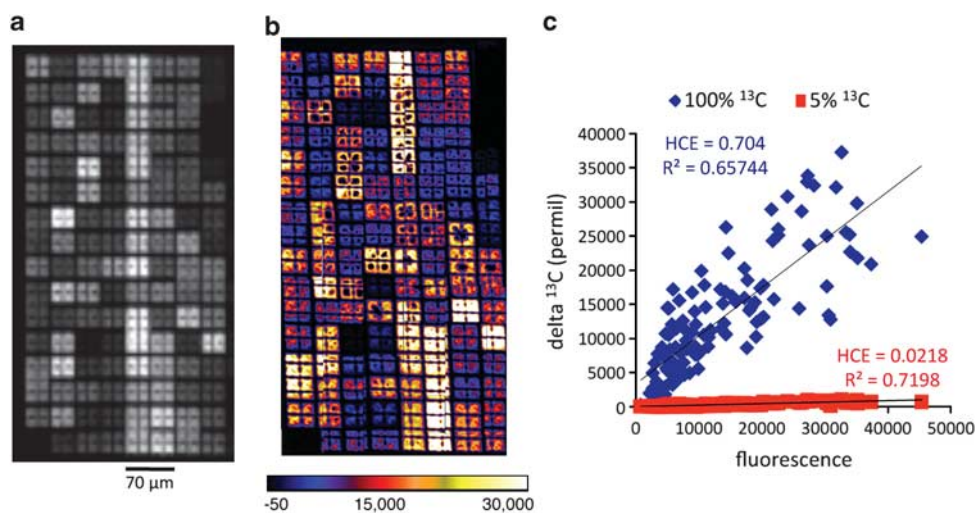 a
b
c
70 µm
-50 15,000 30,000
100% ¹³C 5% ¹³C
HCE = 0.704
R² = 0.65744
HCE = 0.0218
R² = 0.7198
delta ¹³C (permil)
40000
35000
30000
25000
20000
15000
10000
5000
0
0 10000 20000 30000 40000 50000
fluorescence